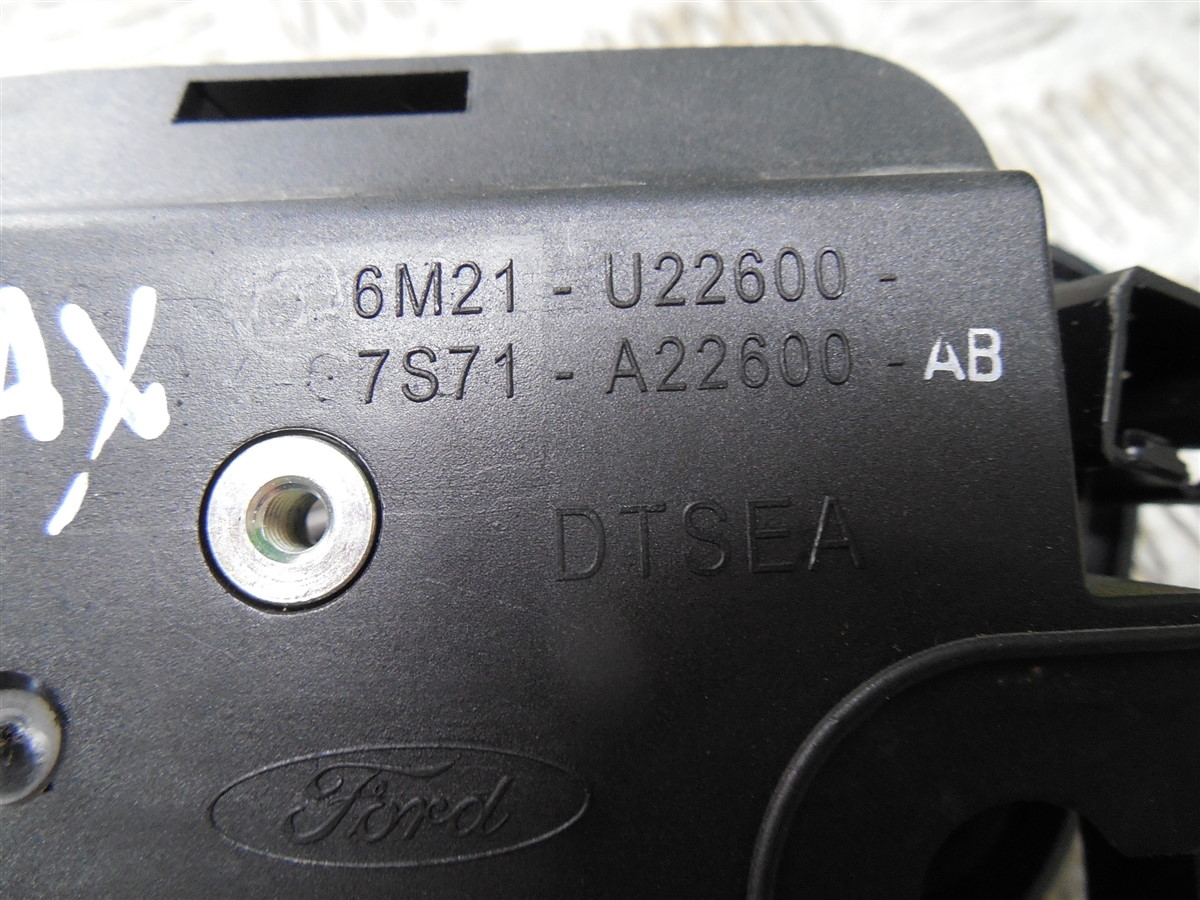 6M21 - U22600 -
7S71 - A22600 - AB
AX
DTSEA
Ford